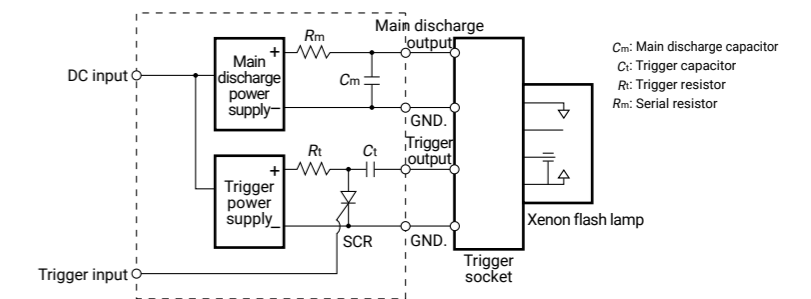 Main discharge
output
Rm
+
Main
discharge
power
supply
−
Cm
DC input
GND.
Cm: Main discharge capacitor
Ct: Trigger capacitor
Rt: Trigger resistor
Rm: Serial resistor
Trigger
output
Rt
Ct
+
Trigger
power
supply
−
SCR
GND.
Xenon flash lamp
Trigger input
Trigger
socket